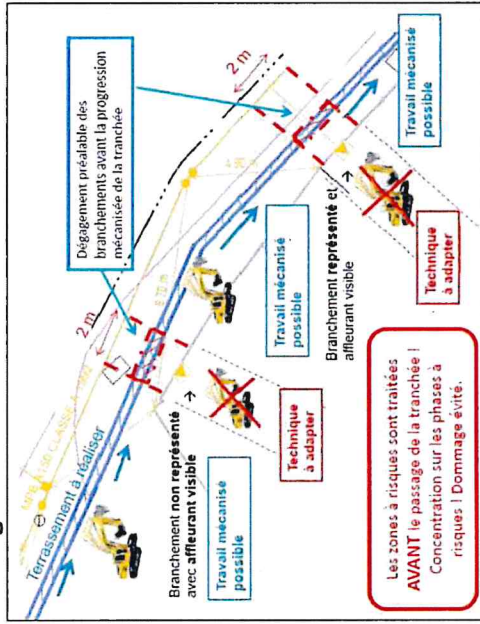 Dégagement préalable des
branchements avant la progression
mécanisée de la tranchée
2 m
2 m
Terrassement à réaliser
Branchement non représenté
avec affleurant visible
Travail mécanisé
possible
Technique
à adapter
Travail mécanisé
possible
Branchement représenté et
affleurant visible
Technique
à adapter
Travail mécanisé
possible
Les zones à risques sont traitées
AVANT le passage de la tranchée !
Concentration sur les phases à
risques ! Dommage évité.